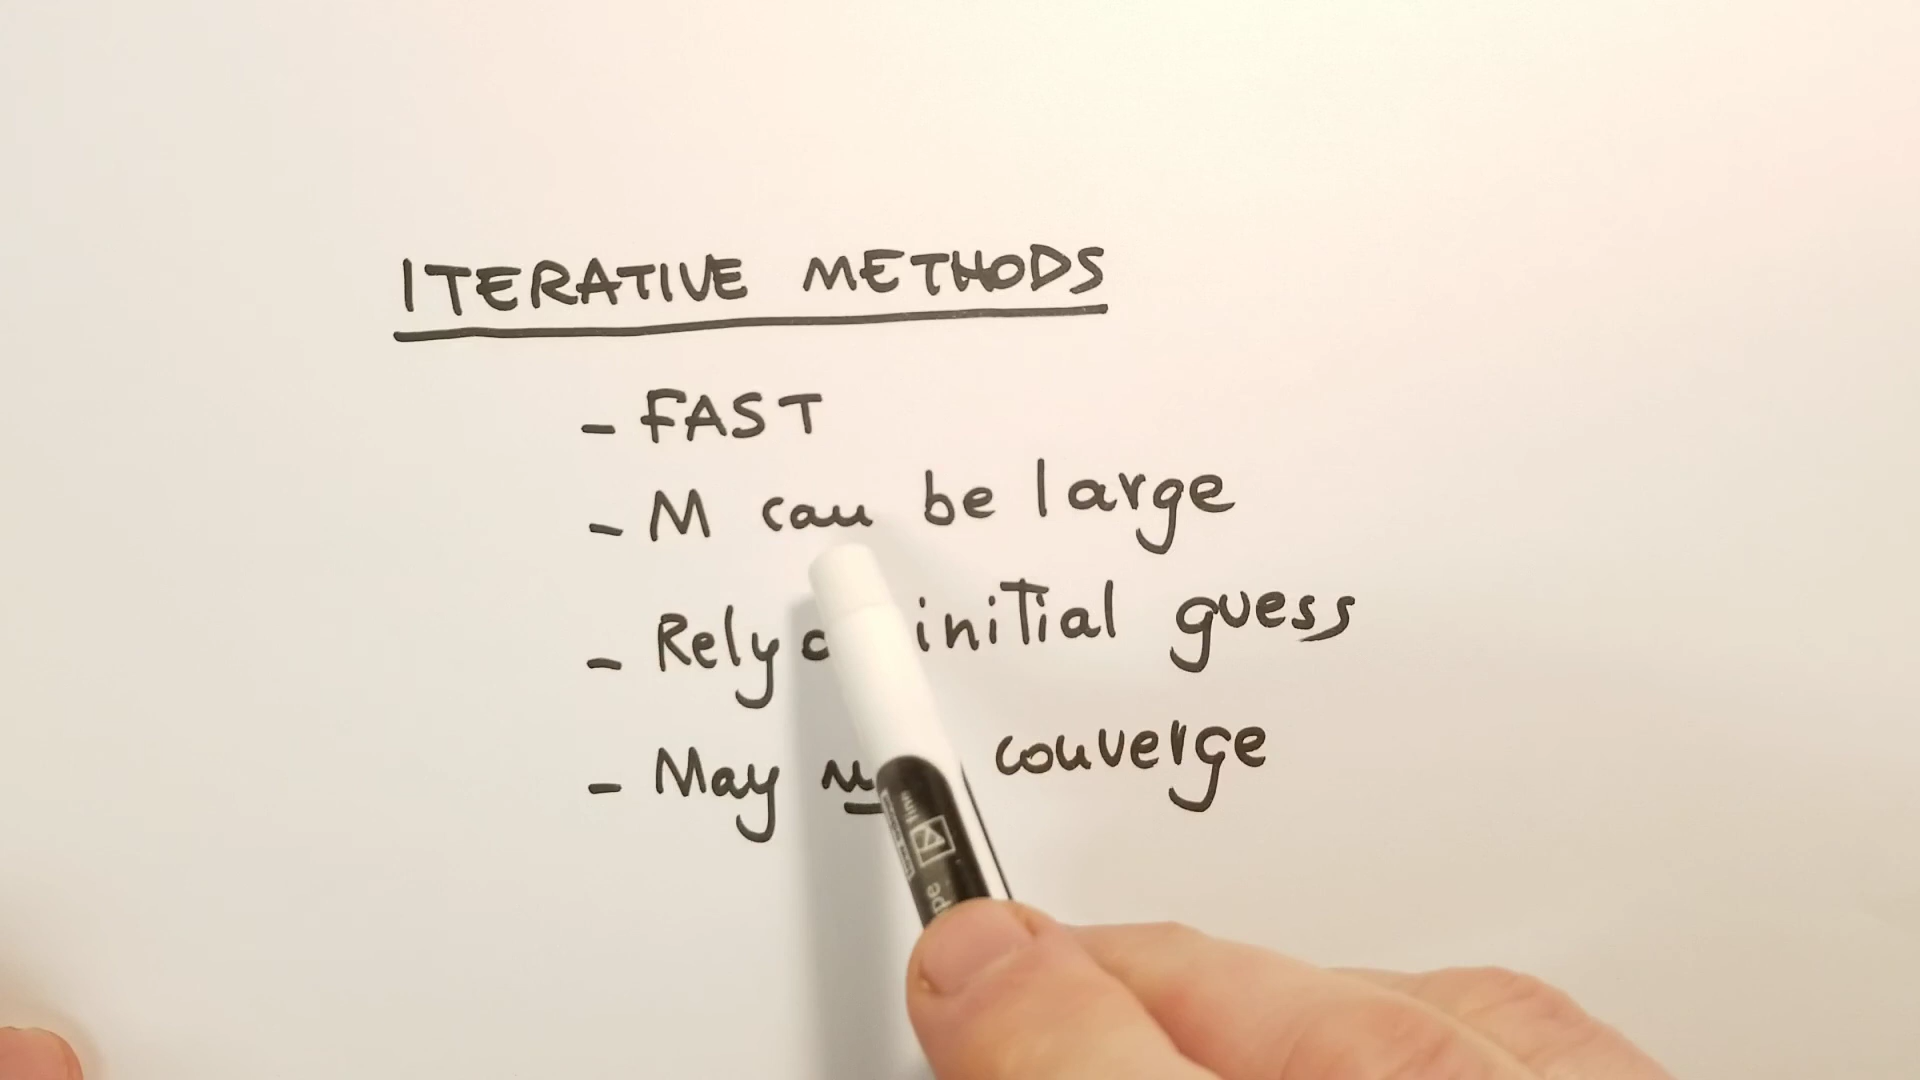 ITERATIVE METHODS
- FAST
- M can be large
- Rely initial guess
- May converge